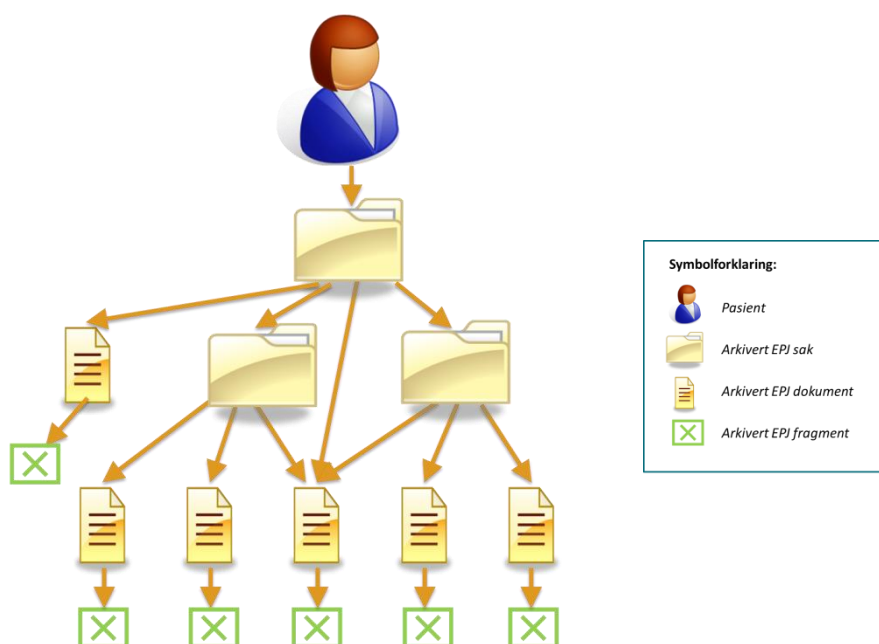 Symbolforklaring:
Pasient
Arkivert EPJ sak
Arkivert EPJ dokument
Arkivert EPJ fragment